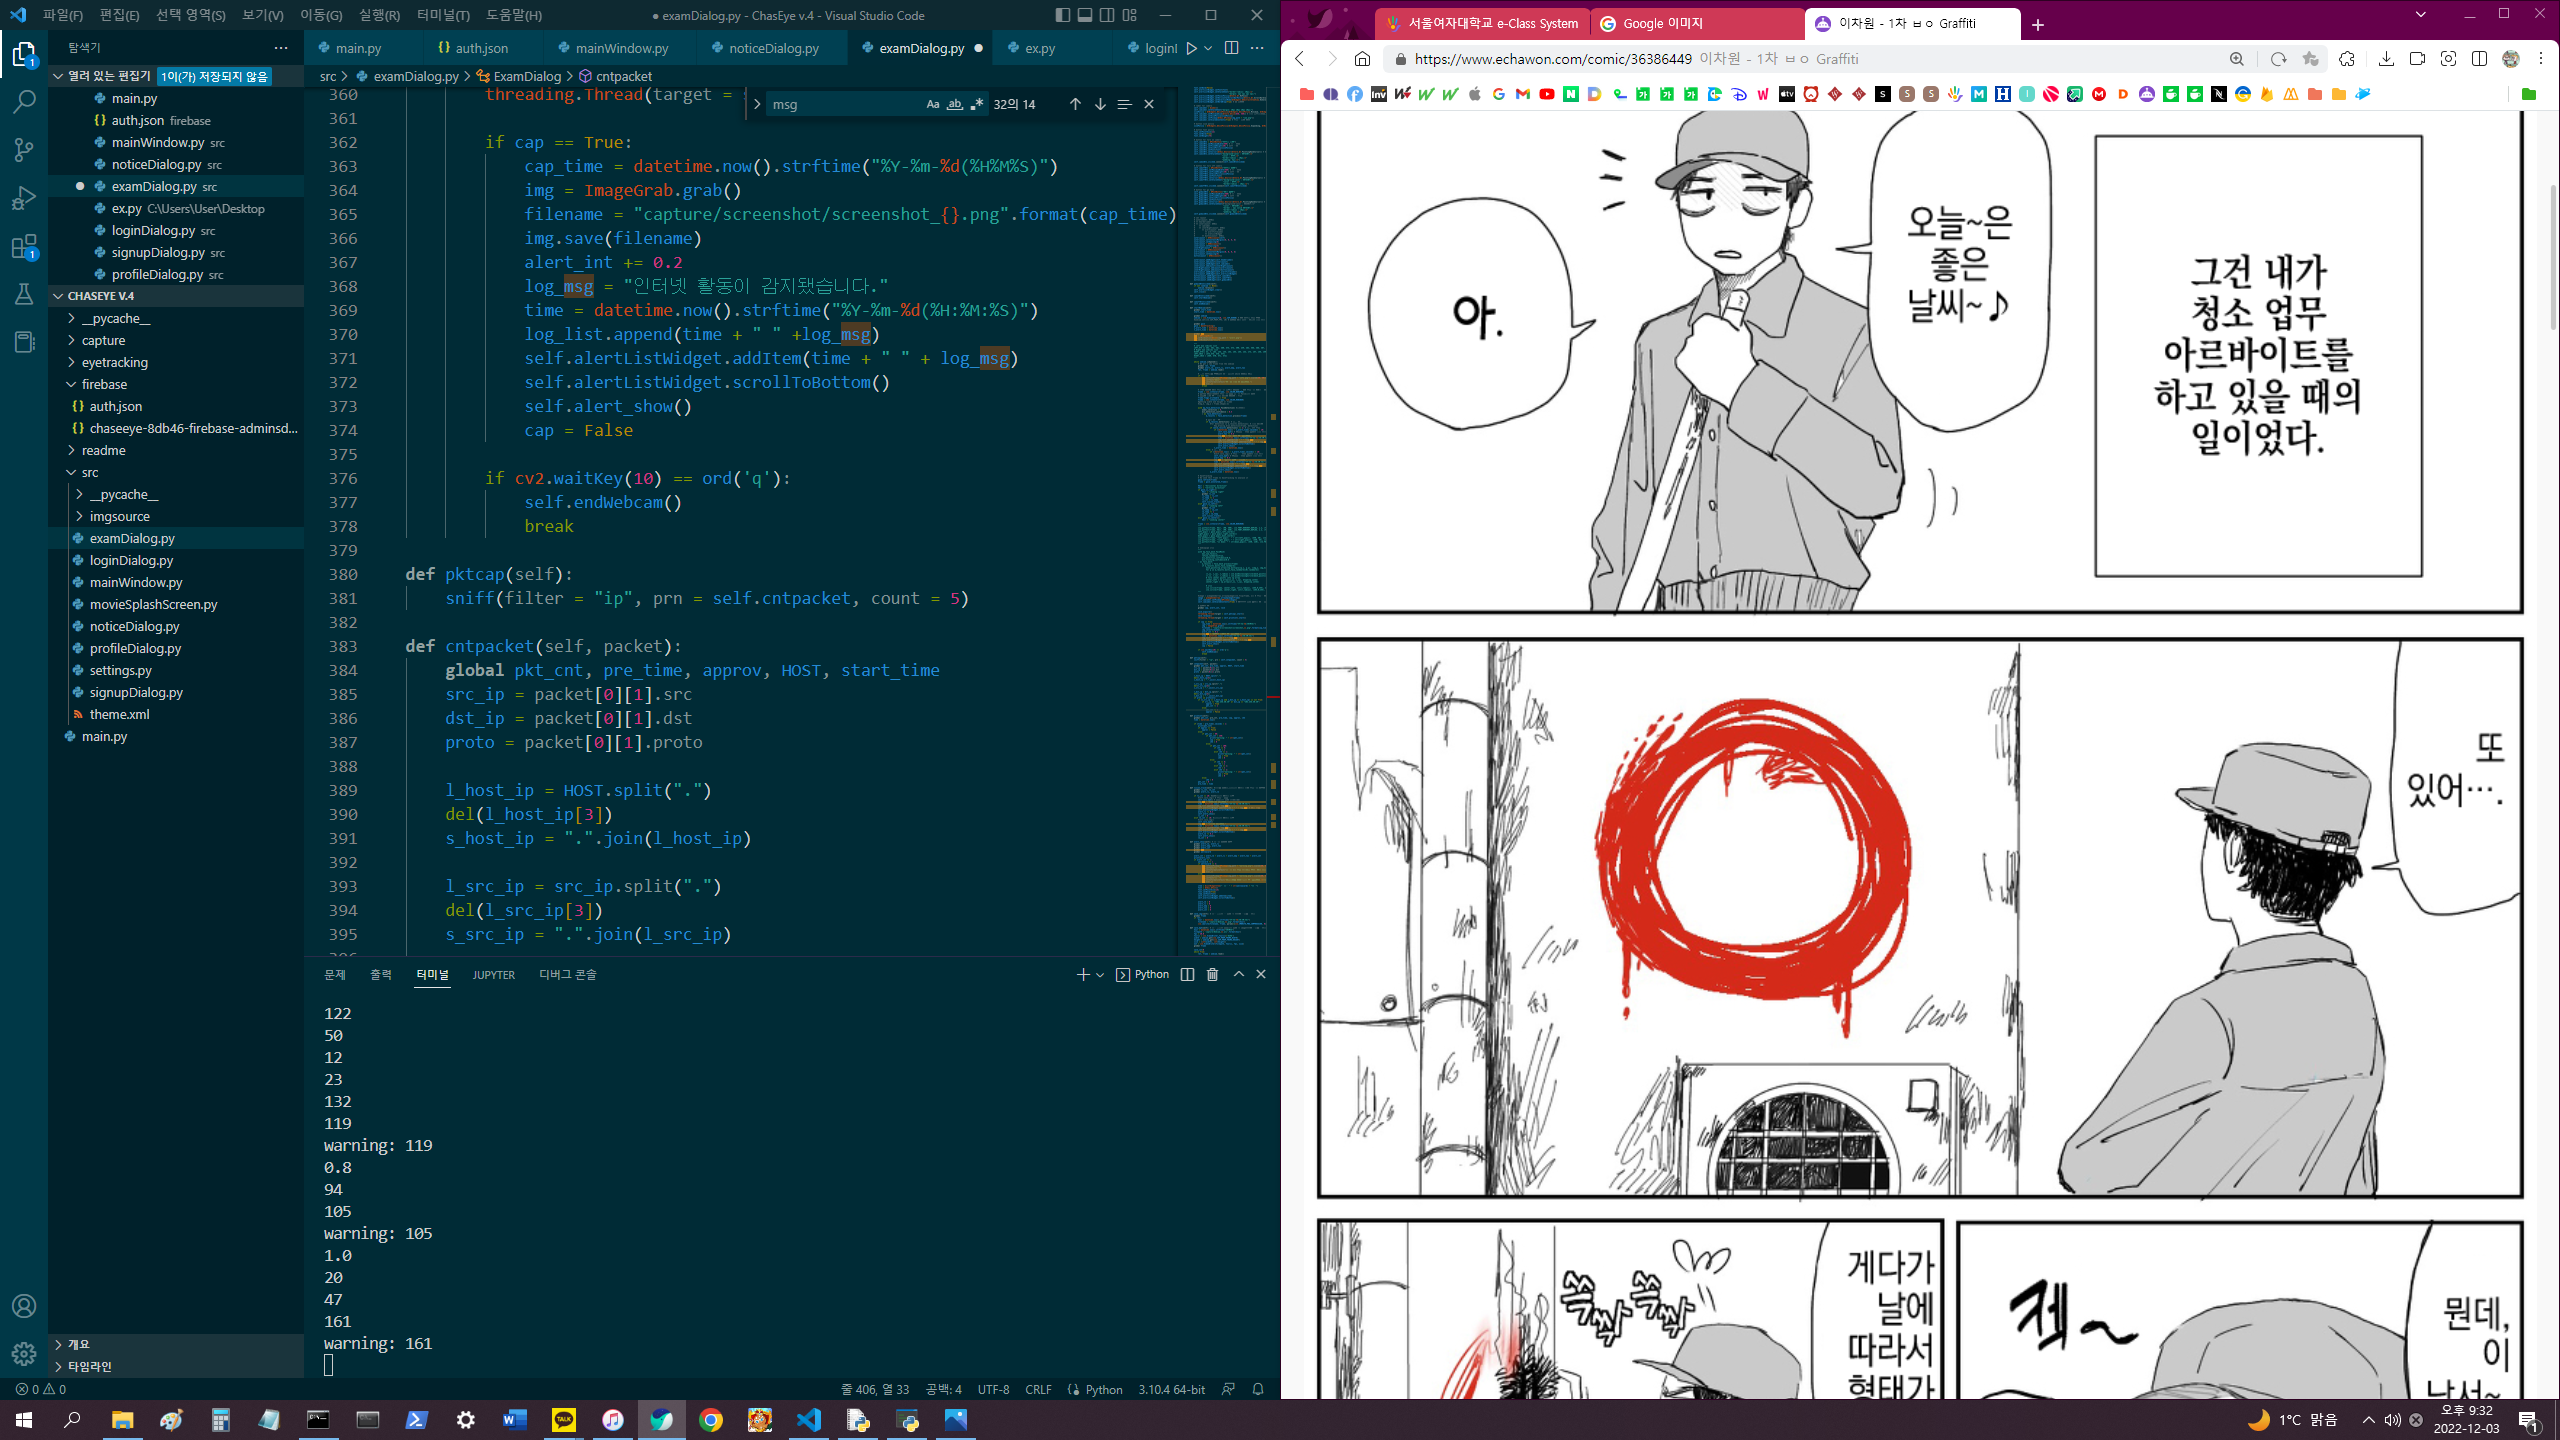 파일(F) 편집(E) 선택 영역(S) 보기(V) 이동(G) 실행(R) 터미널(T) 도움말(H)
● examDialog.py - ChasEye v.4 - Visual Studio Code
탐색기
열려 있는 편집기 1이(가) 저장되지 않음
main.py
auth.json firebase
mainWindow.py src
noticeDialog.py src
examDialog.py src
ex.py C:\Users\User\Desktop
loginDialog.py src
signupDialog.py src
profileDialog.py src
CHASEYE V.4
__pycache__
capture
eyetracking
firebase
auth.json
chaseeye-8db46-firebase-adminsd...
readme
src
__pycache__
imgsource
examDialog.py
loginDialog.py
mainWindow.py
movieSplashScreen.py
noticeDialog.py
profileDialog.py
settings.py
signupDialog.py
theme.xml
main.py
개요
타임라인
main.py auth.json mainWindow.py noticeDialog.py examDialog.py ex.py loginl
src > examDialog.py > ExamDialog > cntpacket
msg Aa ab 32의 14
360 threading.Thread(target =
361
362 if cap == True:
363 cap_time = datetime.now().strftime("%Y-%m-%d(%H%M%S)")
364 img = ImageGrab.grab()
365 filename = "capture/screenshot/screenshot_{}.png".format(cap_time)
366 img.save(filename)
367 alert_int += 0.2
368 log_msg = "인터넷 활동이 감지됐습니다."
369 time = datetime.now().strftime("%Y-%m-%d(%H:%M:%S)")
370 log_list.append(time + " " +log_msg)
371 self.alertListWidget.addItem(time + " " + log_msg)
372 self.alertListWidget.scrollToBottom()
373 self.alert_show()
374 cap = False
375
376 if cv2.waitKey(10) == ord('q'):
377 self.endWebcam()
378 break
379
380 def pktcap(self):
381 sniff(filter = "ip", prn = self.cntpacket, count = 5)
382
383 def cntpacket(self, packet):
384 global pkt_cnt, pre_time, approv, HOST, start_time
385 src_ip = packet[0][1].src
386 dst_ip = packet[0][1].dst
387 proto = packet[0][1].proto
388
389 l_host_ip = HOST.split(".")
390 del(l_host_ip[3])
391 s_host_ip = ".".join(l_host_ip)
392
393 l_src_ip = src_ip.split(".")
394 del(l_src_ip[3])
395 s_src_ip = ".".join(l_src_ip)
문제 출력 터미널 JUPYTER 디버그 콘솔
Python
122
50
12
23
132
119
warning: 119
0.8
94
105
warning: 105
1.0
20
47
161
warning: 161
0 0
줄 406, 열 33 공백: 4 UTF-8 CRLF Python 3.10.4 64-bit
서울여자대학교 e-Class System
Google 이미지
이차원 - 1차 ㅂㅇ Graffiti
https://www.echawon.com/comic/36386449 이차원 - 1차 ㅂㅇ Graffiti
그건 내가
청소 업무
아르바이트를
하고 있을 때의
일이었다.
오늘~은
좋은
날씨~♪
아.
또
있어….
게다가
날에
따라서
형태가
쓱싹 쓱싹
뭔데,
이
낙서~
첵~
1°C 맑음
오후 9:32
2022-12-03